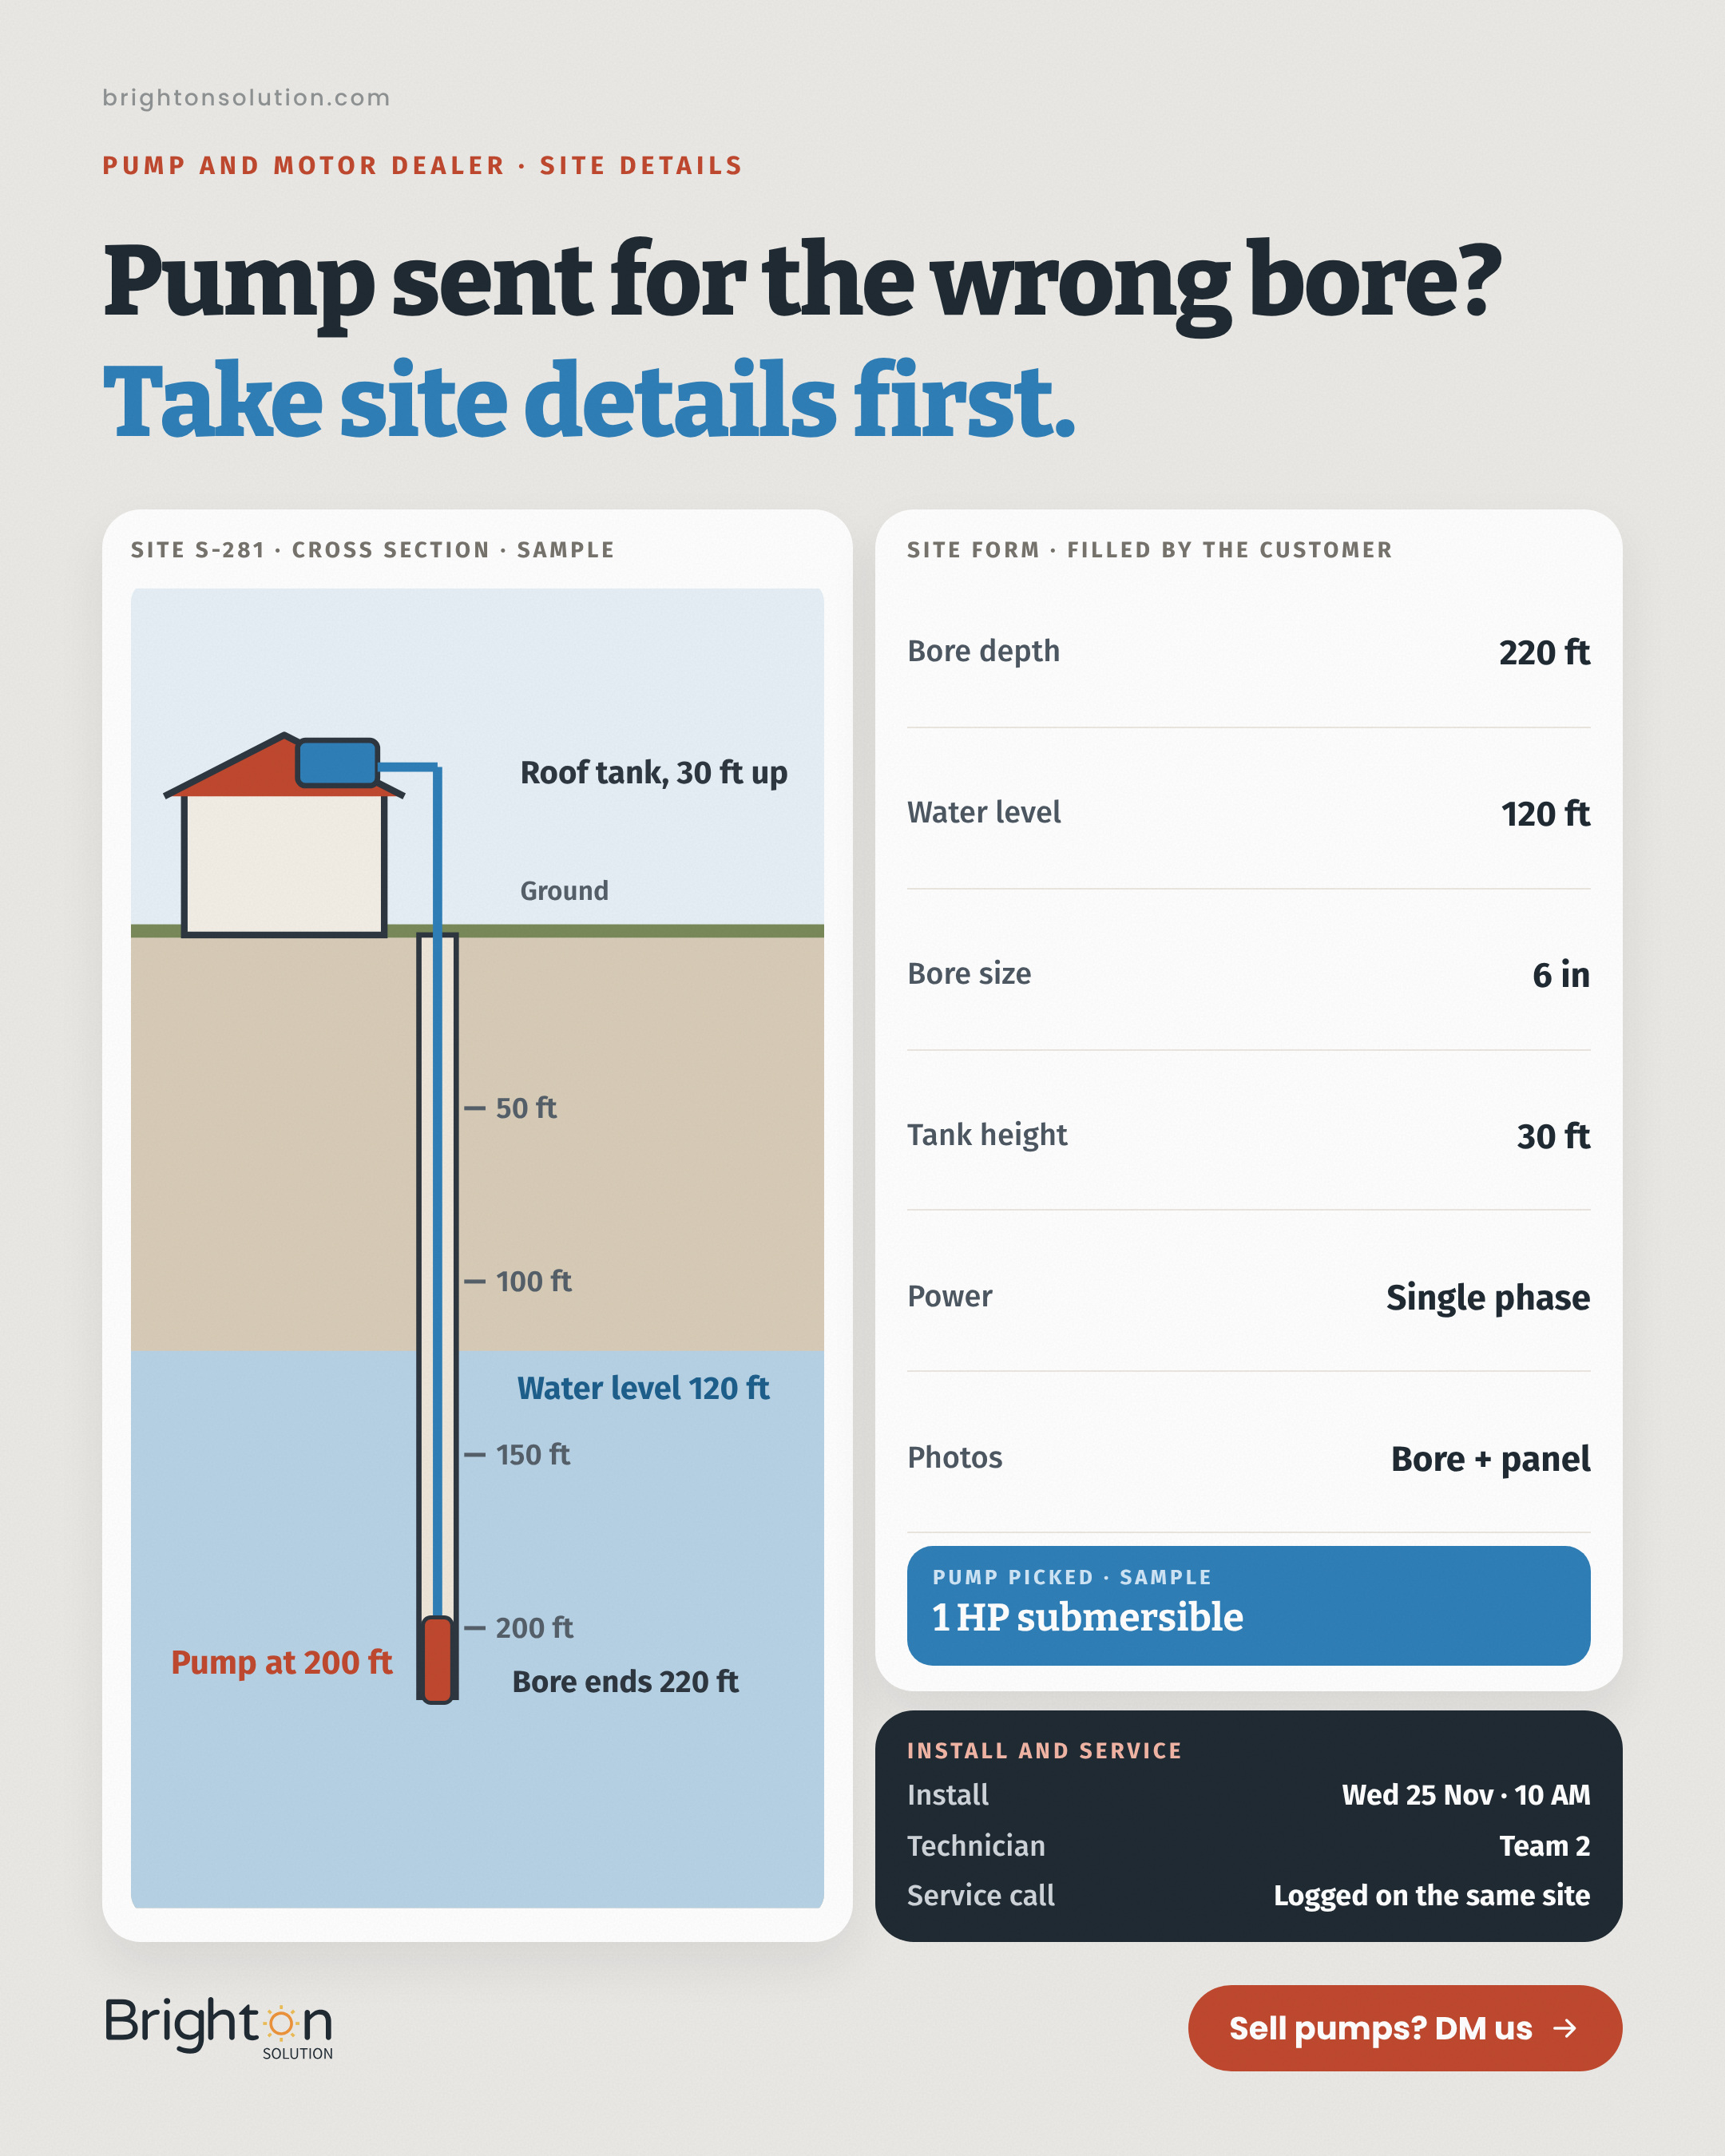 brightonsolution.com
PUMP AND MOTOR DEALER · SITE DETAILS
Pump sent for the wrong bore?
Take site details first.
SITE S-281 · CROSS SECTION · SAMPLE
Roof tank, 30 ft up
Ground
50 ft
100 ft
Water level 120 ft
150 ft
200 ft
Pump at 200 ft
Bore ends 220 ft
SITE FORM · FILLED BY THE CUSTOMER
Bore depth 220 ft
Water level 120 ft
Bore size 6 in
Tank height 30 ft
Power Single phase
Photos Bore + panel
PUMP PICKED · SAMPLE
1 HP submersible
INSTALL AND SERVICE
Install Wed 25 Nov · 10 AM
Technician Team 2
Service call Logged on the same site
Brighton
SOLUTION
Sell pumps? DM us →